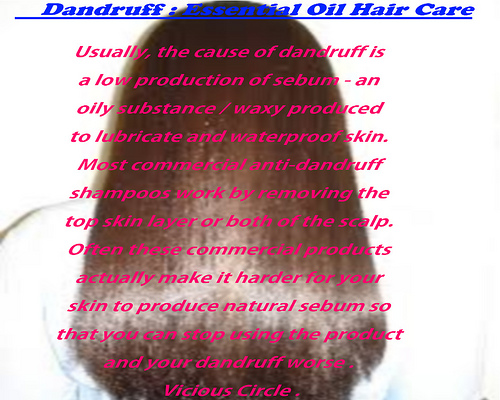 Dandruff : Essential Oil Hair Care
Usually, the cause of dandruff is
a low production of sebum - an
oily substance / waxy produced
to lubricate and waterproof skin.
Most commercial anti-dandruff
shampoos work by removing the
top skin layer or both of the scalp.
Often these commercial products
actually make it harder for your
skin to produce natural sebum so
that you can stop using the product
and your dandruff worse .
Vicious Circle .